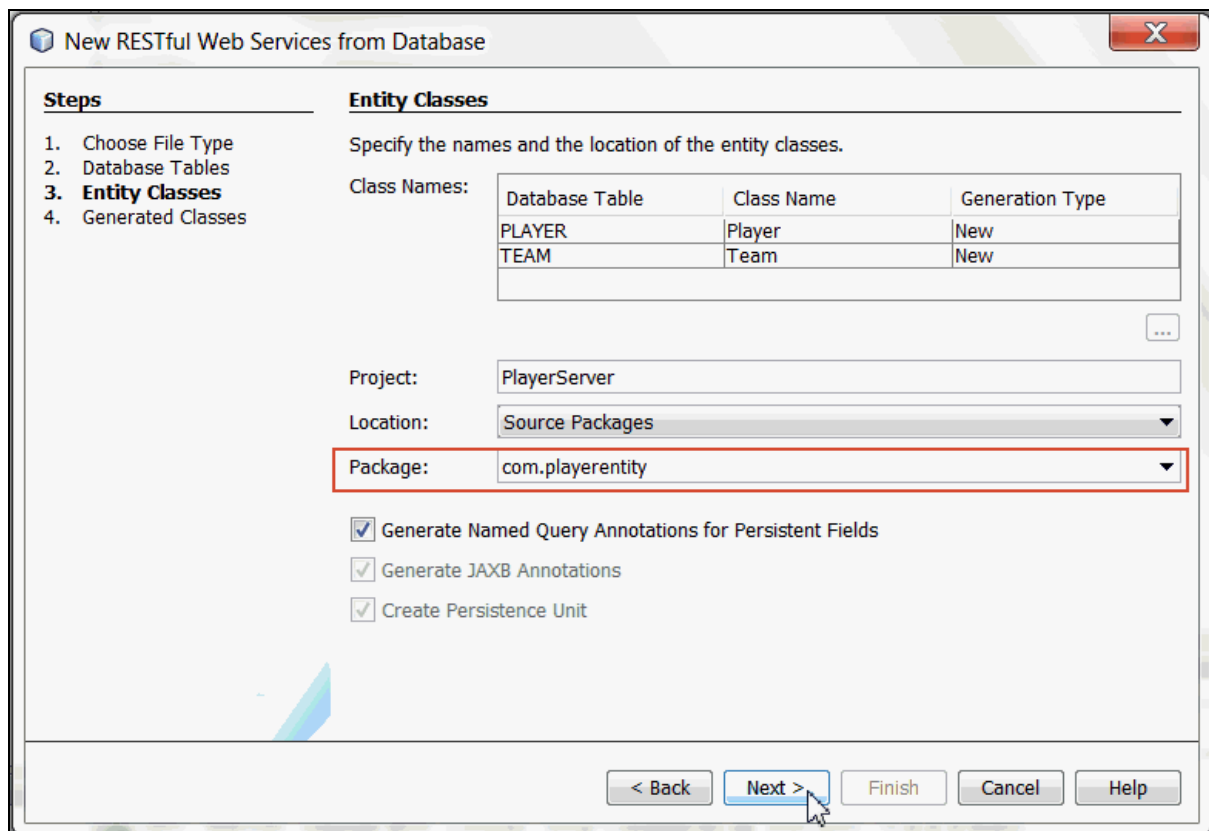 New RESTful Web Services from Database
X
Steps
1. Choose File Type
2. Database Tables
3. Entity Classes
4. Generated Classes
Entity Classes
Specify the names and the location of the entity classes.
Class Names:
Database Table Class Name Generation Type
PLAYER Player New
TEAM Team New
...
Project: PlayerServer
Location: Source Packages
Package: com.playerentity
Generate Named Query Annotations for Persistent Fields
Generate JAXB Annotations
Create Persistence Unit
< Back Next > Finish Cancel Help